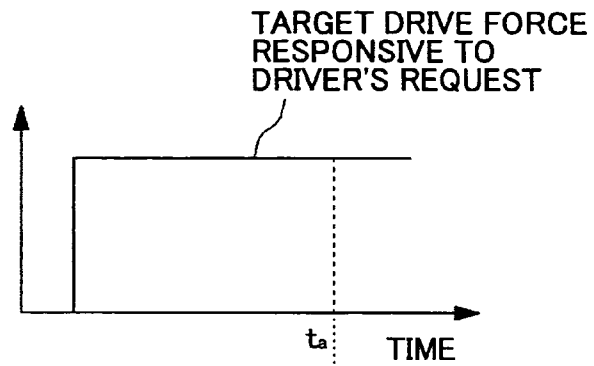 TARGET DRIVE FORCE
RESPONSIVE TO
DRIVER'S REQUEST
ta
TIME